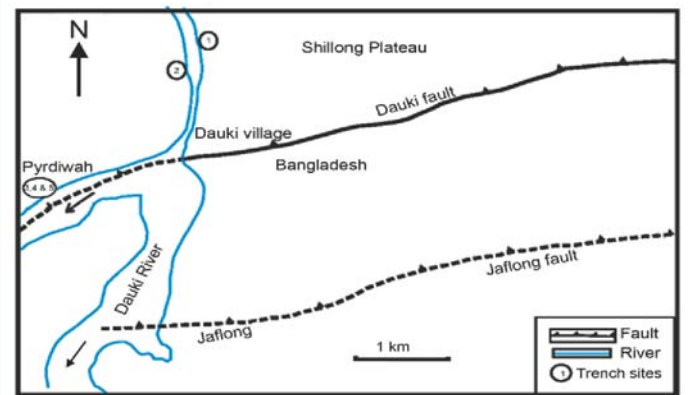 N
1
Shillong Plateau
2
Dauki fault
Dauki village
Pyrdiwah
Bangladesh
3,4 & 5
Dauki River
Jaflong fault
Jaflong
1 km
Fault
River
1 Trench sites